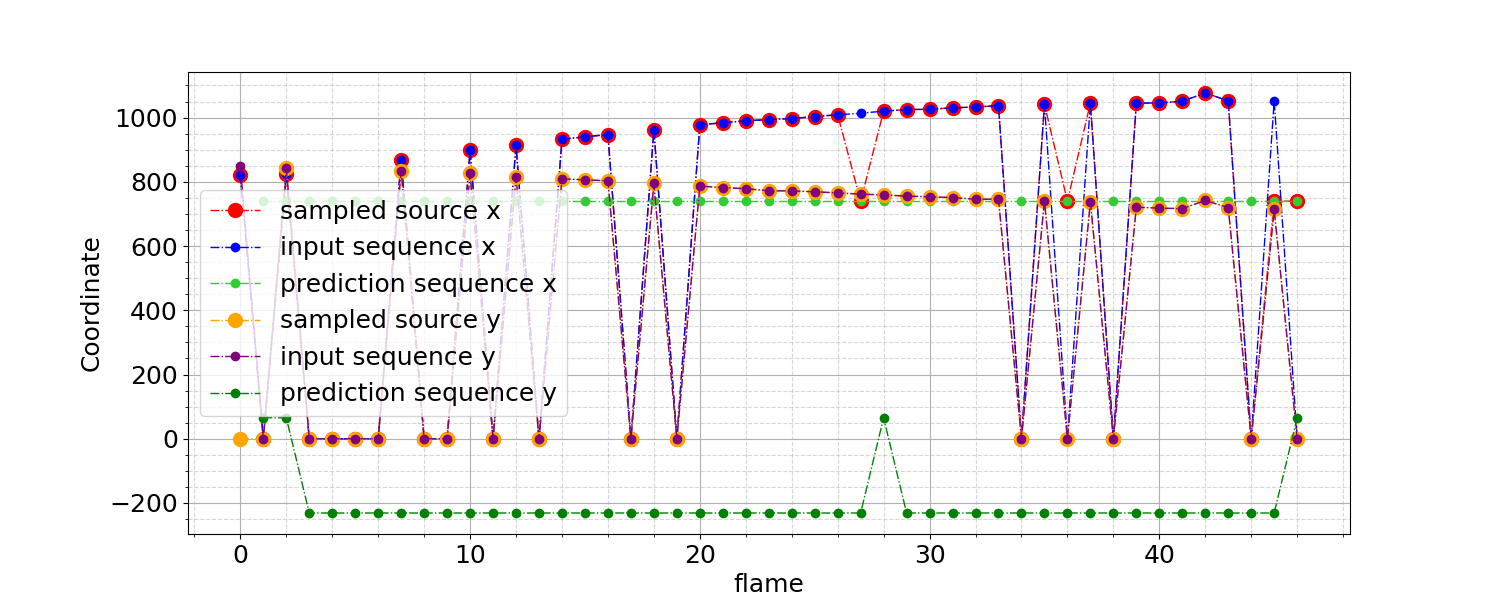 1000
800
600
400
200
0
−200
Coordinate
sampled source x
input sequence x
prediction sequence x
sampled source y
input sequence y
prediction sequence y
0 10 20 30 40
flame